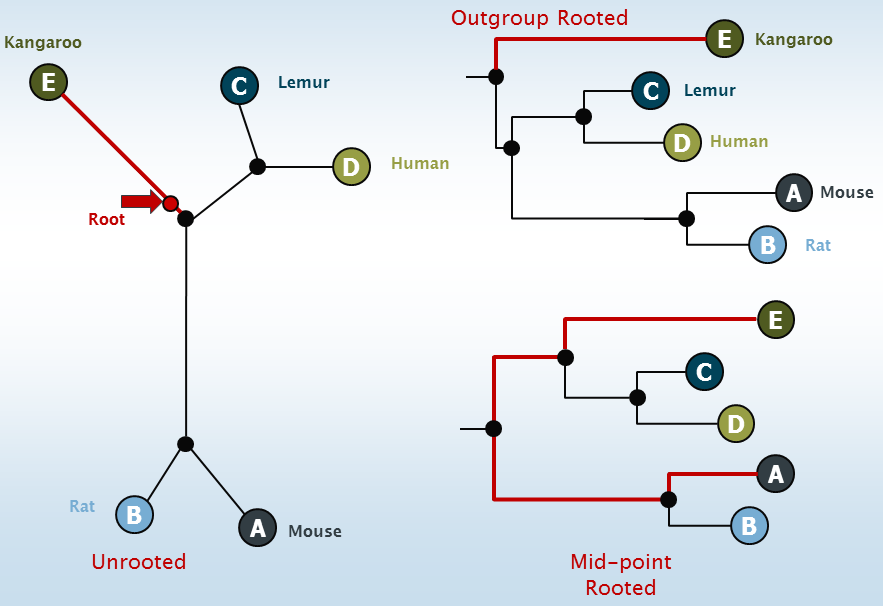 Kangaroo
E
C
Lemur
D
Human
Root
Rat
B
A
Mouse
Unrooted
Outgroup Rooted
E
Kangaroo
C
Lemur
D
Human
A
Mouse
B
Rat
E
C
D
A
B
Mid-point
Rooted